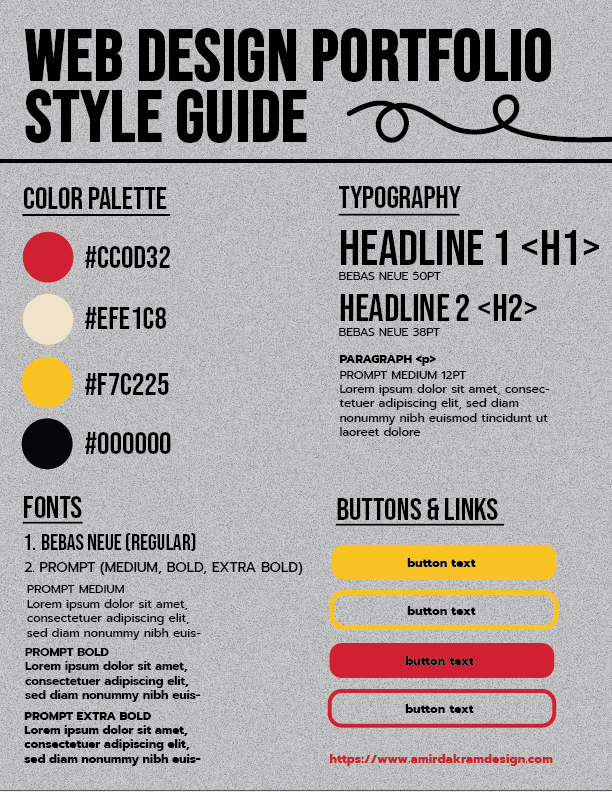 WEB DESIGN PORTFOLIO
STYLE GUIDE
COLOR PALETTE
#CC0D32
#EFE1C8
#F7C225
#000000
TYPOGRAPHY
HEADLINE 1 <H1>
BEBAS NEUE 50PT
HEADLINE 2 <H2>
BEBAS NEUE 38PT
PARAGRAPH <p>
PROMPT MEDIUM 12PT
Lorem ipsum dolor sit amet, consec-
tetuer adipiscing elit, sed diam
nonummy nibh euismod tincidunt ut
laoreet dolore
FONTS
1. BEBAS NEUE (REGULAR)
2. PROMPT (MEDIUM, BOLD, EXTRA BOLD)
PROMPT MEDIUM
Lorem ipsum dolor sit amet,
consectetuer adipiscing elit,
sed diam nonummy nibh euis-
PROMPT BOLD
Lorem ipsum dolor sit amet,
consectetuer adipiscing elit,
sed diam nonummy nibh euis-
PROMPT EXTRA BOLD
Lorem ipsum dolor sit amet,
consectetuer adipiscing elit,
sed diam nonummy nibh euis-
BUTTONS & LINKS
button text
button text
button text
button text
https://www.amirdakramdesign.com